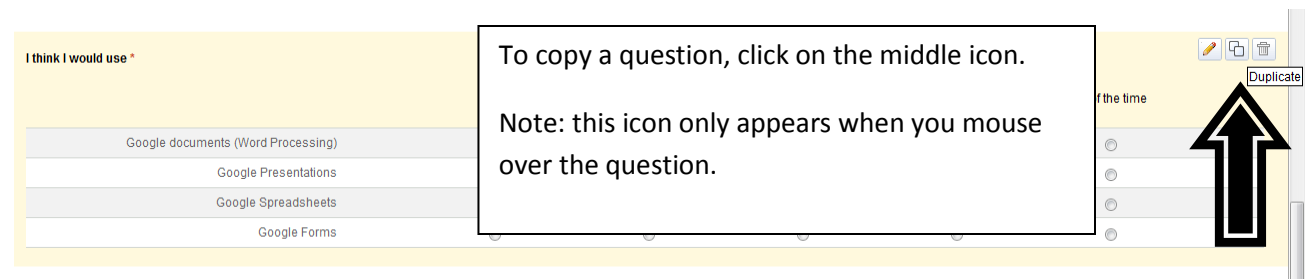 I think I would use *
To copy a question, click on the middle icon.
Note: this icon only appears when you mouse
over the question.
Duplicate
the time
Google documents (Word Processing)
Google Presentations
Google Spreadsheets
Google Forms